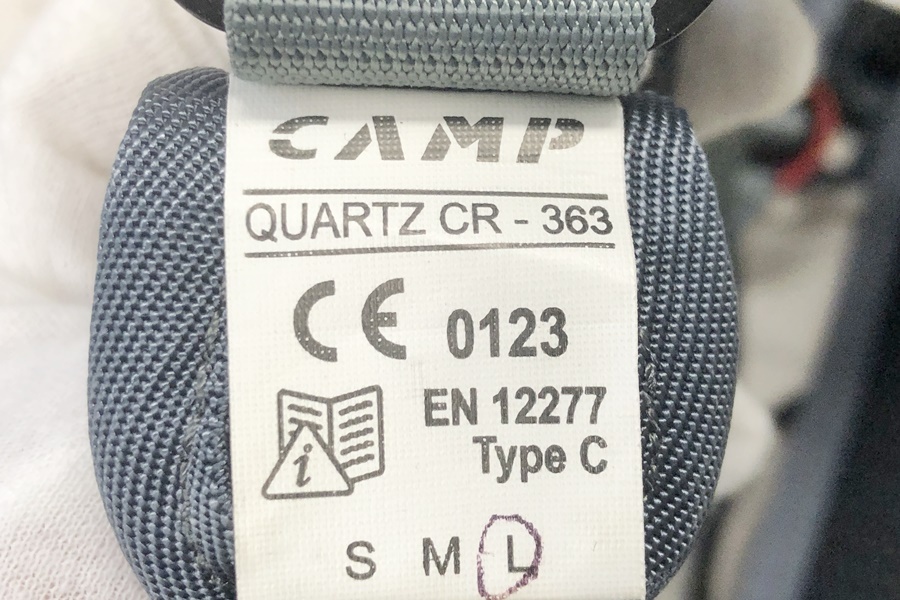 CAMP
QUARTZ CR - 363
CE 0123
EN 12277
Type C
i
S M L